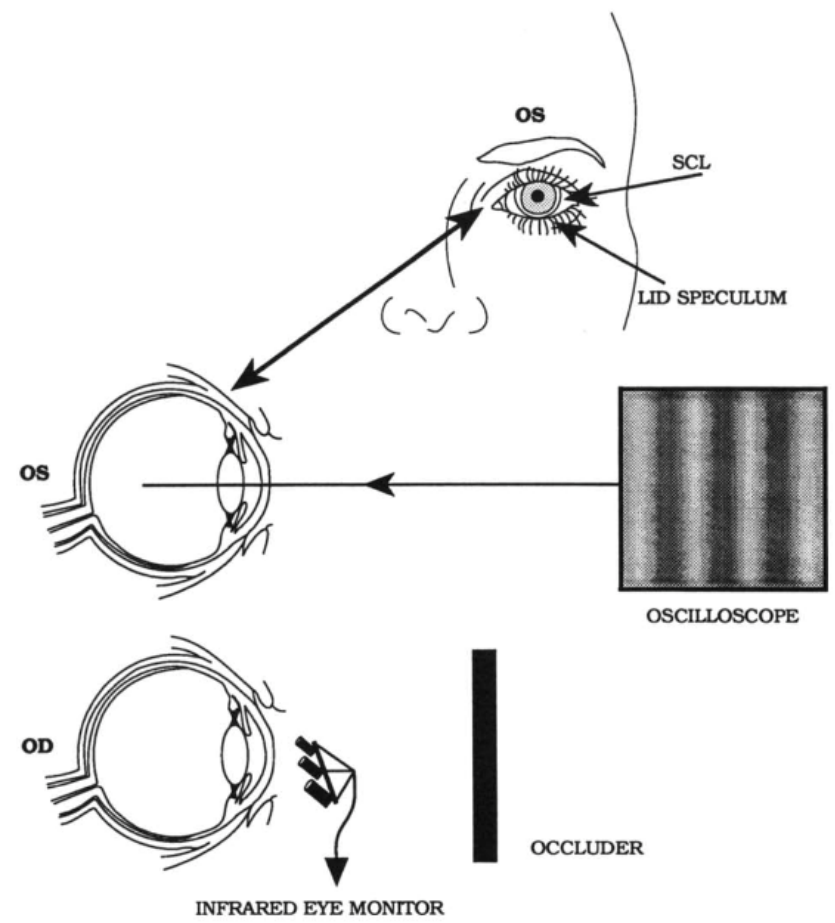 OS
SCL
LID SPECULUM
OS
OSCILLOSCOPE
OD
OCCLUDER
INFRARED EYE MONITOR